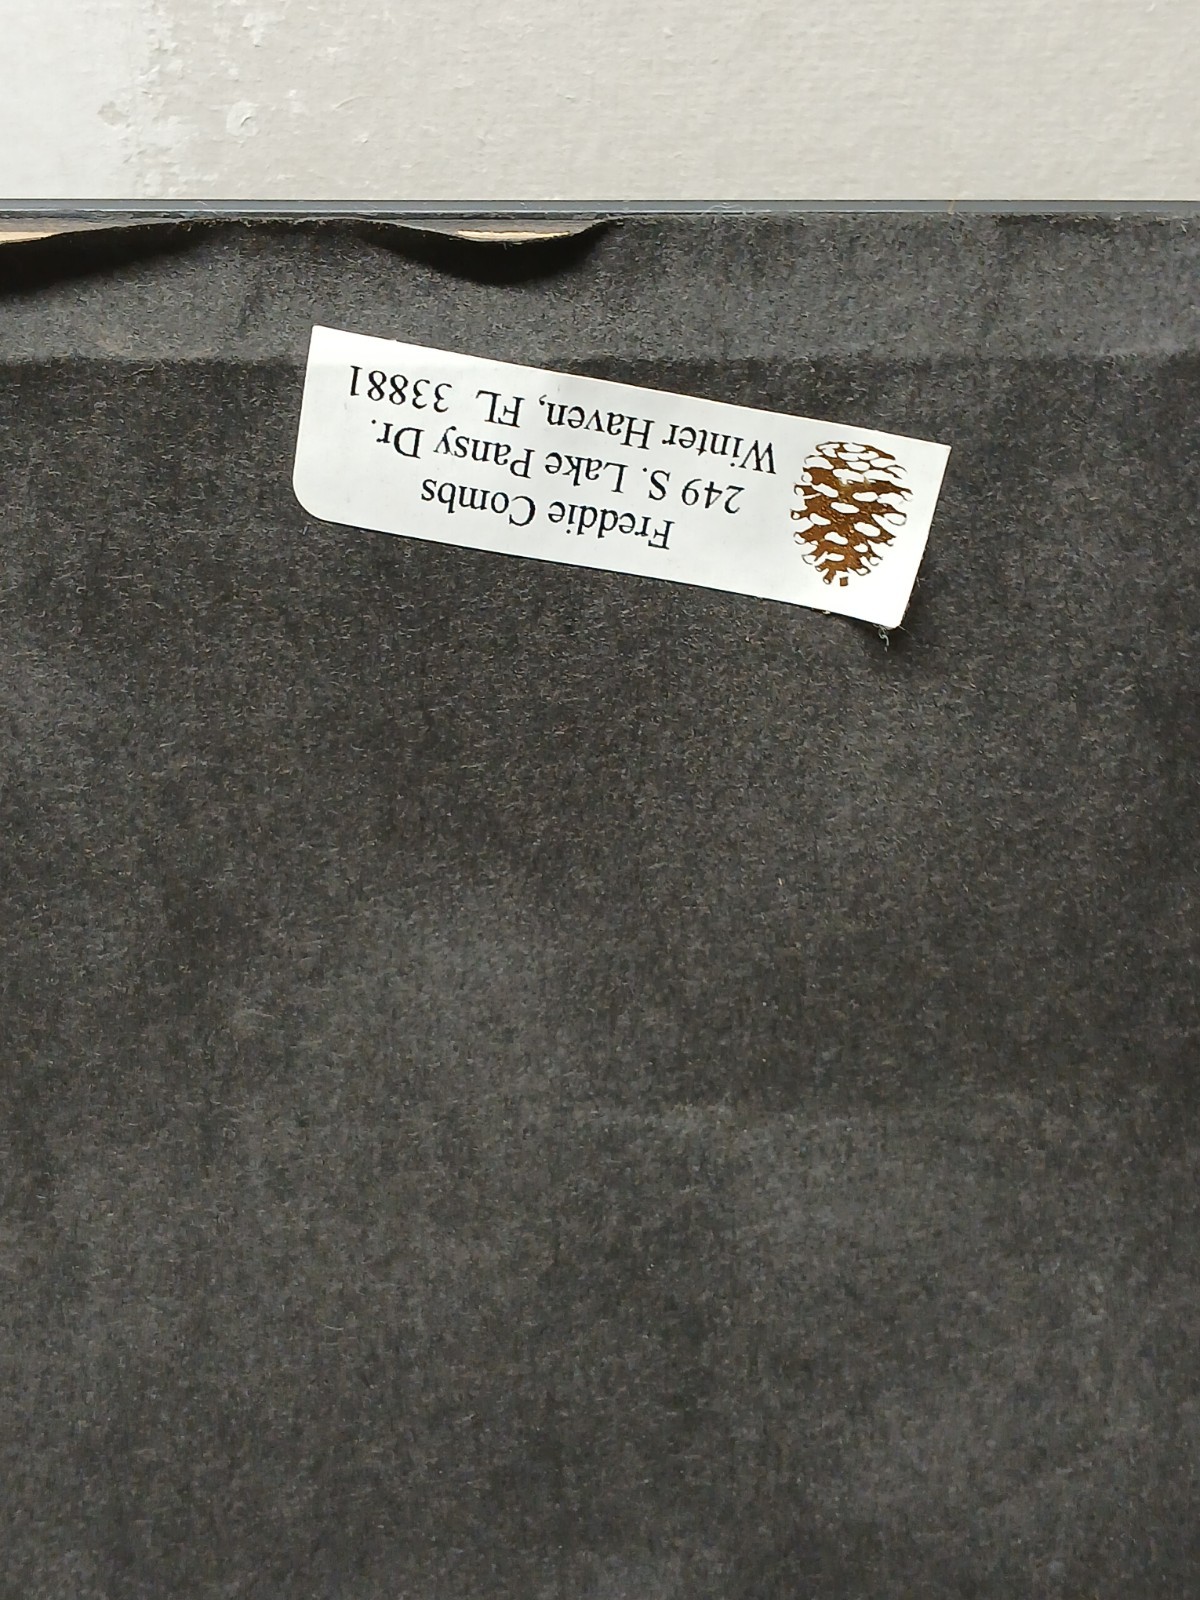 Freddie Combs
249 S. Lake Pansy Dr.
Winter Haven, FL 33881